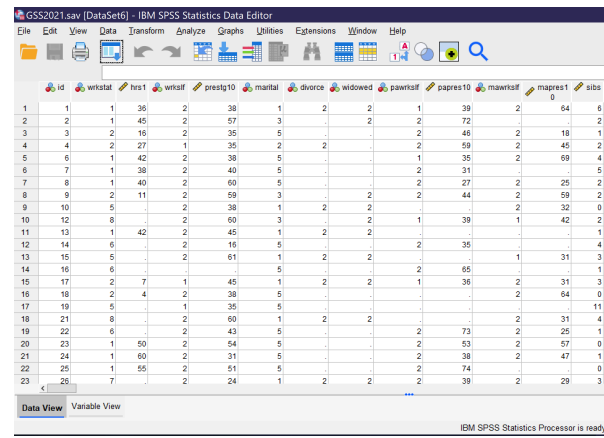 GSS2021.sav [DataSet6] - IBM SPSS Statistics Data Editor
File Edit View Data Transform Analyze Graphs Utilities Extensions Window Help
id wrkstat hrs1 wrkslf prestg10 marital divorce widowed pawrkslf papres10 mawrkslf mapres10 sibs
1 1 1 36 2 38 1 2 2 1 39 2 64 6
2 2 1 45 2 57 3 . 2 2 72 . . 2
3 3 2 16 2 35 5 . . 2 46 2 18 1
4 4 2 27 1 35 2 2 . 2 59 2 45 2
5 6 1 42 2 38 5 . . 1 35 2 69 4
6 7 1 38 2 40 5 . . 2 31 . . 5
7 8 1 40 2 60 5 . . 2 27 2 25 2
8 9 2 11 2 59 3 . 2 2 44 2 59 2
9 10 5 . 2 38 1 2 2 . . 2 32 0
10 12 8 . 2 60 3 . 2 1 39 1 42 2
11 13 1 42 2 45 1 2 2 . . . . 1
12 14 6 . 2 16 5 . . 2 35 . . 4
13 15 5 . 2 61 1 2 2 . . 1 31 3
14 16 6 . . . 5 . . 2 65 . . 1
15 17 2 7 1 45 1 2 2 1 36 2 31 3
16 18 2 4 2 38 5 . . . . 2 64 0
17 19 5 . 1 35 5 . . . . . . 11
18 21 8 . 2 60 1 2 2 . . 2 31 4
19 22 6 . 2 43 5 . . 2 73 2 25 1
20 23 1 50 2 54 5 . . 2 53 2 57 0
21 24 1 60 2 31 5 . . 2 38 2 47 1
22 25 1 55 2 51 5 . . 2 74 . . 0
23 26 7 . 2 24 1 2 2 2 39 2 29 3
Data View Variable View
IBM SPSS Statistics Processor is ready